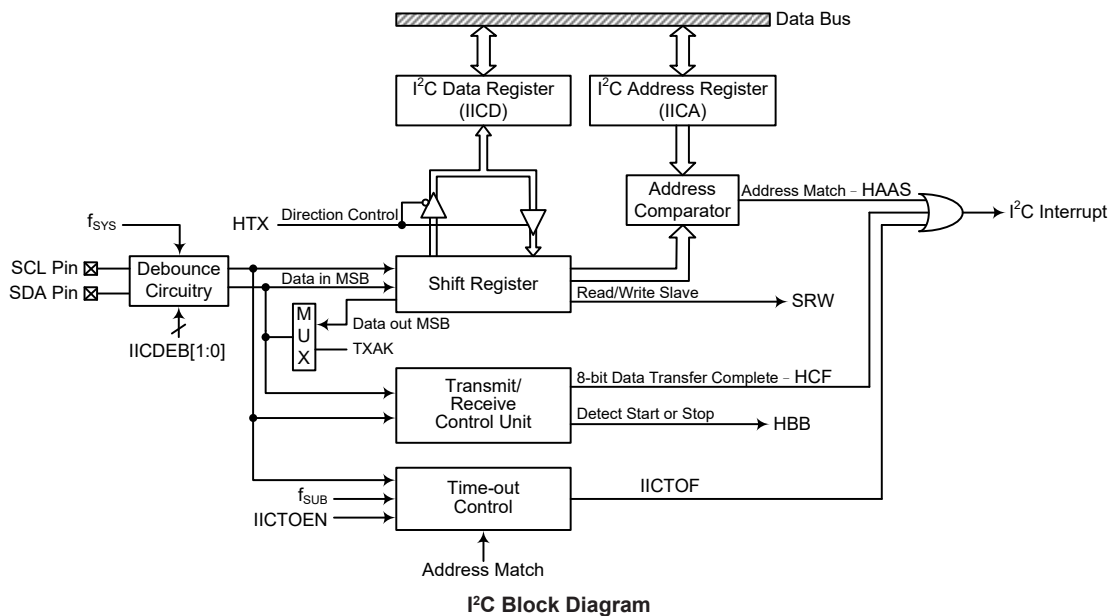 Data Bus
I²C Data Register
(IICD)
I²C Address Register
(IICA)
Address
Comparator
Address Match - HAAS
I²C Interrupt
HTX
Direction Control
fSYS
SCL Pin
SDA Pin
Debounce
Circuitry
IICDEB[1:0]
Data in MSB
Shift Register
Read/Write Slave
SRW
M
U
X
Data out MSB
TXAK
Transmit/
Receive
Control Unit
8-bit Data Transfer Complete - HCF
Detect Start or Stop
HBB
fSUB
IICTOEN
Time-out
Control
IICTOF
Address Match
I²C Block Diagram